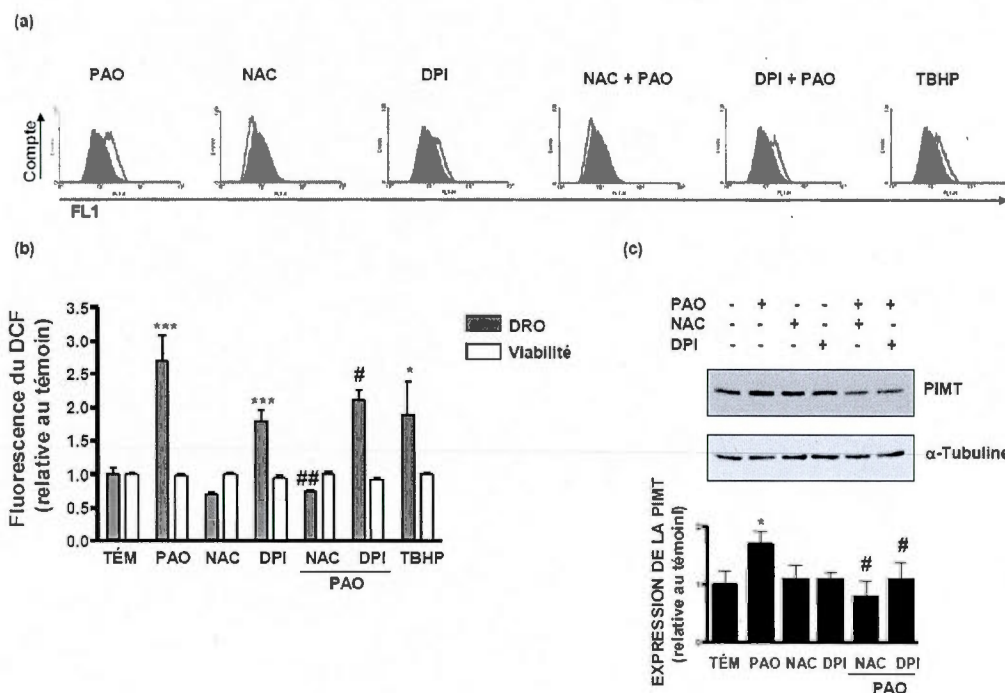 (a)
PAO NAC DPI NAC + PAO DPI + PAO TBHP
Compte
FL1
(b)
Fluorescence du DCF
(relative au témoin)
3.5
3.0
2.5
2.0
1.5
1.0
0.5
0.0
*** *** ## # *
DRO
Viabilité
TÉM PAO NAC DPI NAC DPI TBHP
PAO
(c)
PAO - + - - + +
NAC - - + - + -
DPI - - - + - +
PIMT
α-Tubuline
EXPRESSION DE LA PIMT
(relative au témoinl)
* # #
TÉM PAO NAC DPI NAC DPI
PAO